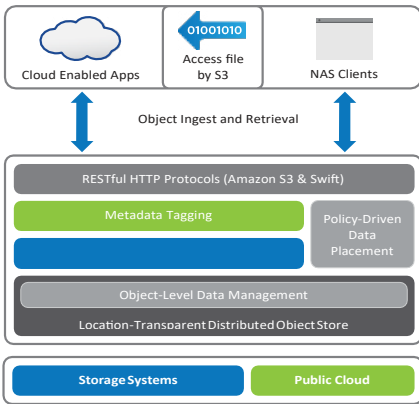 01001010
Cloud Enabled Apps
Access file
by S3
NAS Clients
Object Ingest and Retrieval
RESTful HTTP Protocols (Amazon S3 & Swift)
Metadata Tagging
Policy-Driven
Data
Placement
Object-Level Data Management
Location-Transparent Distributed Object Store
Storage Systems
Public Cloud